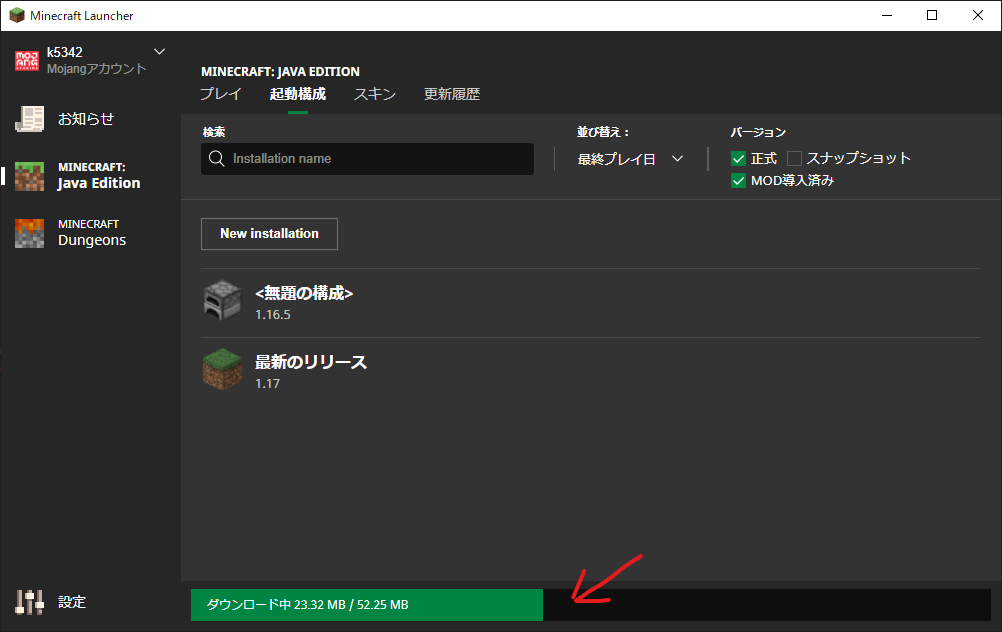 Minecraft Launcher
MOJANG STUDIOS
k5342
Mojangアカウント
お知らせ
MINECRAFT:
Java Edition
MINECRAFT
Dungeons
設定
MINECRAFT: JAVA EDITION
プレイ 起動構成 スキン 更新履歴
検索
Installation name
並び替え：
最終プレイ日
バージョン
正式 スナップショット
MOD導入済み
New installation
<無題の構成>
1.16.5
最新のリリース
1.17
ダウンロード中 23.32 MB / 52.25 MB